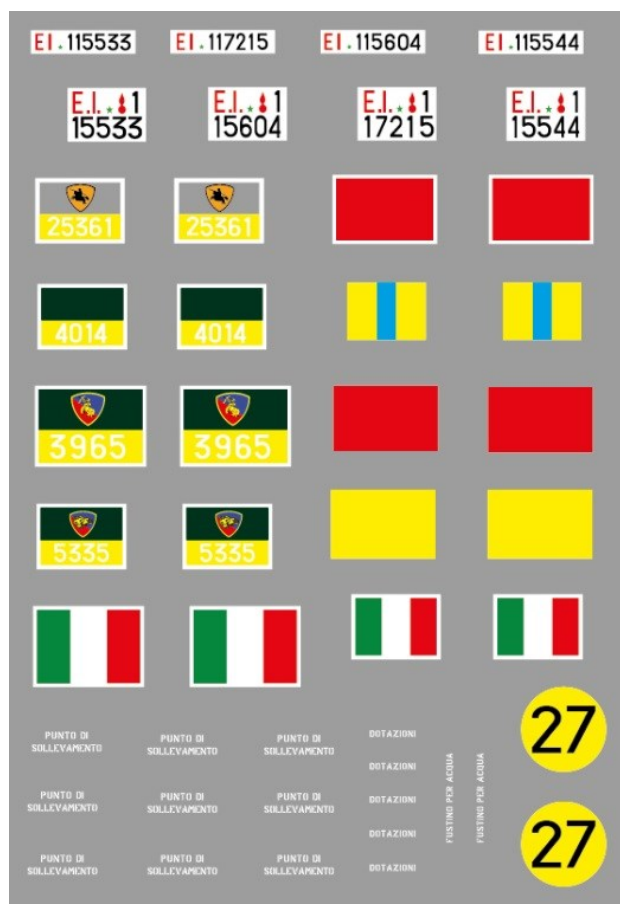 EI.115533
EI.117215
EI.115604
EI.115544
E.I. 1
15533
E.I. 1
15604
E.I. 1
17215
E.I. 1
15544
25361
25361
4014
4014
3965
3965
5335
5335
PUNTO DI
SOLLEVAMENTO
PUNTO DI
SOLLEVAMENTO
PUNTO DI
SOLLEVAMENTO
DOTAZIONI
27
DOTAZIONI
PUNTO DI
SOLLEVAMENTO
PUNTO DI
SOLLEVAMENTO
PUNTO DI
SOLLEVAMENTO
DOTAZIONI
FUSTINO PER ACQUA
FUSTINO PER ACQUA
DOTAZIONI
27
PUNTO DI
SOLLEVAMENTO
PUNTO DI
SOLLEVAMENTO
PUNTO DI
SOLLEVAMENTO
DOTAZIONI